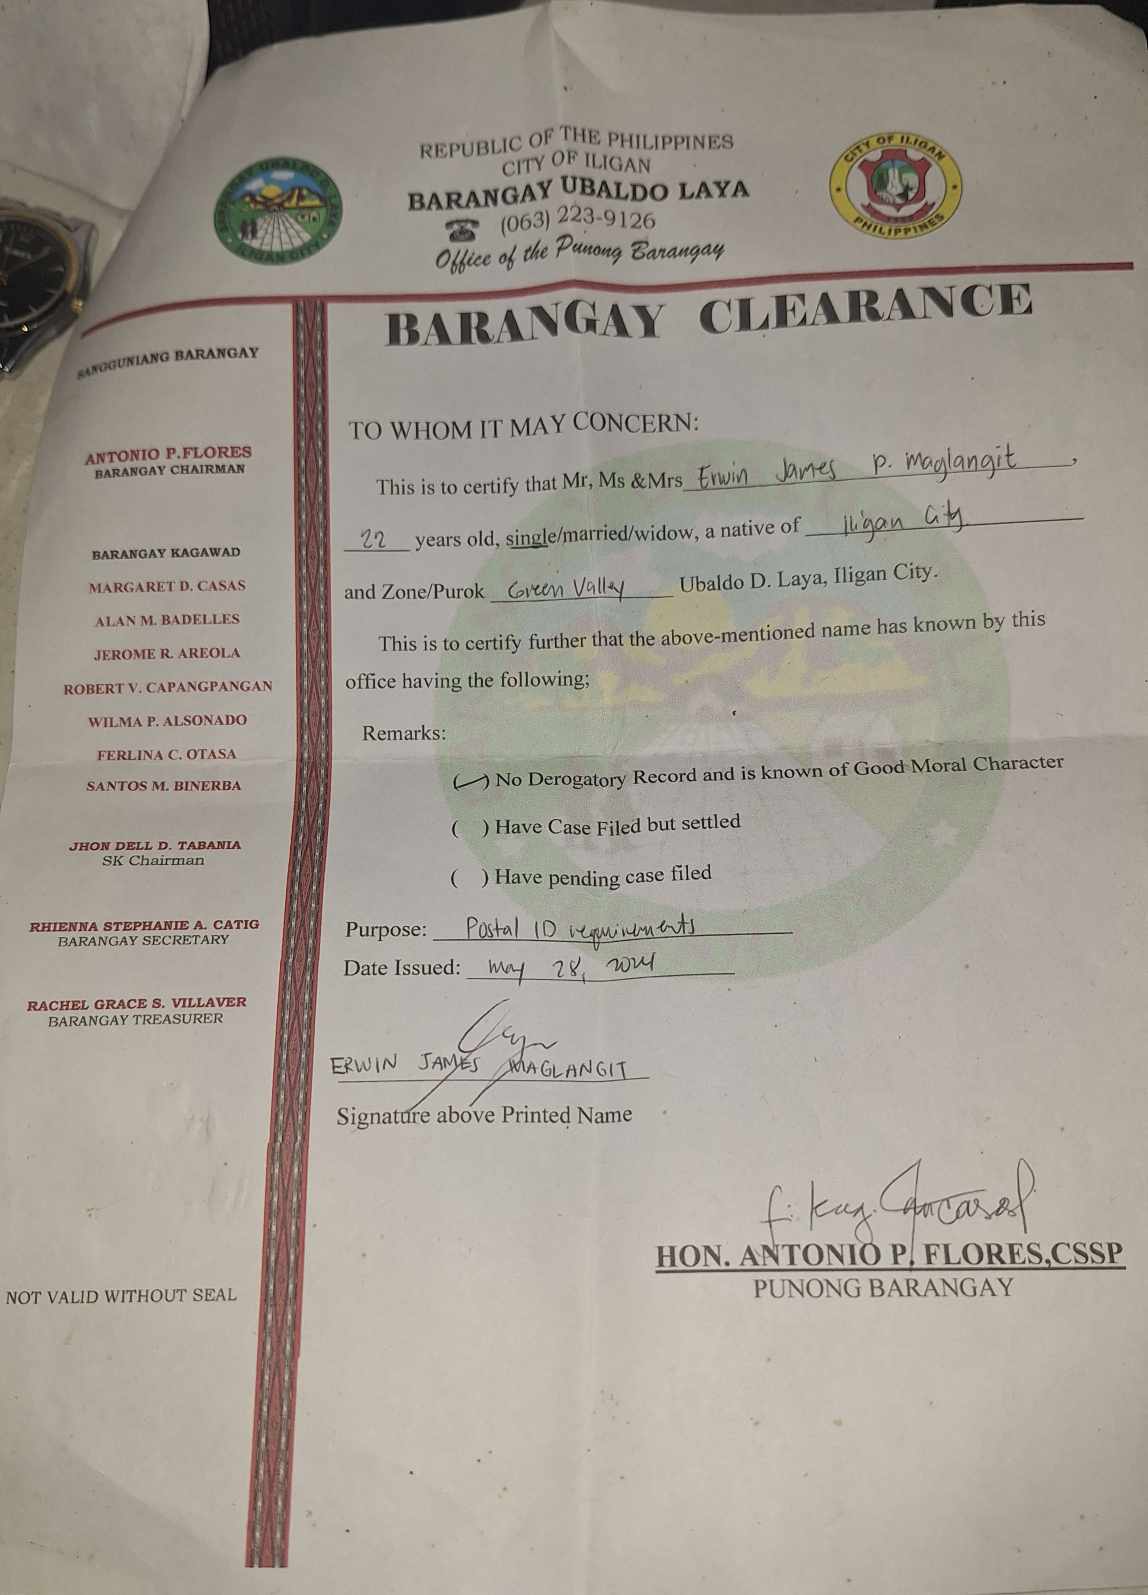 REPUBLIC OF THE PHILIPPINES
CITY OF ILIGAN
BARANGAY UBALDO LAYA
(063) 223-9126
Office of the Punong Barangay
CITY OF ILIGAN
PHILIPPINES
ILIGAN CITY
BARANGAY CLEARANCE
SANGGUNIANG BARANGAY
ANTONIO P.FLORES
BARANGAY CHAIRMAN
BARANGAY KAGAWAD
MARGARET D. CASAS
ALAN M. BADELLES
JEROME R. AREOLA
ROBERT V. CAPANGPANGAN
WILMA P. ALSONADO
FERLINA C. OTASA
SANTOS M. BINERBA
JHON DELL D. TABANIA
SK Chairman
RHIENNA STEPHANIE A. CATIG
BARANGAY SECRETARY
RACHEL GRACE S. VILLAVER
BARANGAY TREASURER
NOT VALID WITHOUT SEAL
TO WHOM IT MAY CONCERN:
This is to certify that Mr, Ms &Mrs Erwin James P. Maglangit,
22 years old, single/married/widow, a native of Iligan City
and Zone/Purok Green Valley Ubaldo D. Laya, Iligan City.
This is to certify further that the above-mentioned name has known by this
office having the following;
Remarks:
(✓) No Derogatory Record and is known of Good Moral Character
( ) Have Case Filed but settled
( ) Have pending case filed
Purpose: Postal ID requirements
Date Issued: May 28, 2024
ERWIN JAMES MAGLANGIT
Signature above Printed Name
HON. ANTONIO P. FLORES,CSSP
PUNONG BARANGAY